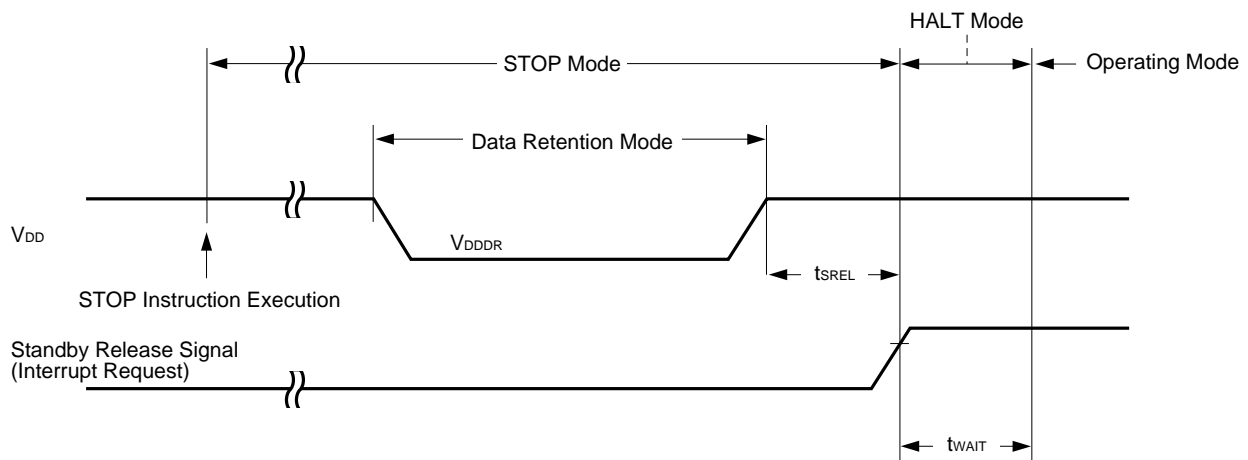 HALT Mode
STOP Mode
Operating Mode
Data Retention Mode
VDD
VDDDR
tSREL
STOP Instruction Execution
Standby Release Signal
(Interrupt Request)
tWAIT